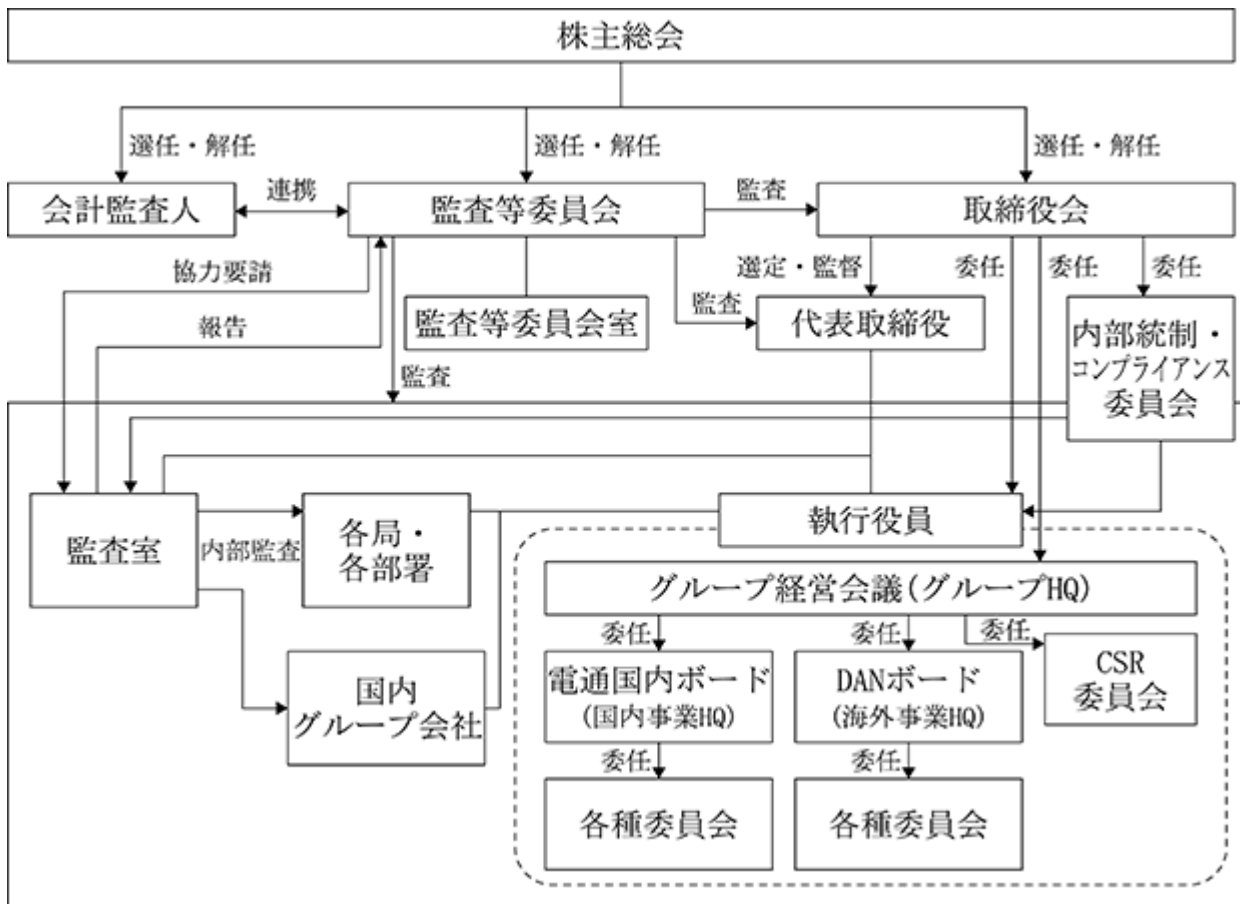 株主総会
選任・解任
選任・解任
選任・解任
会計監査人
連携
監査等委員会
監査
取締役会
協力要請
報告
監査等委員会室
監査
選定・監督
監査
代表取締役
委任
委任
委任
内部統制・
コンプライアンス
委員会
監査室
内部監査
各局・
各部署
執行役員
国内
グループ会社
グループ経営会議(グループHQ)
委任
委任
委任
電通国内ボード
(国内事業HQ)
DANボード
(海外事業HQ)
CSR
委員会
委任
委任
各種委員会
各種委員会